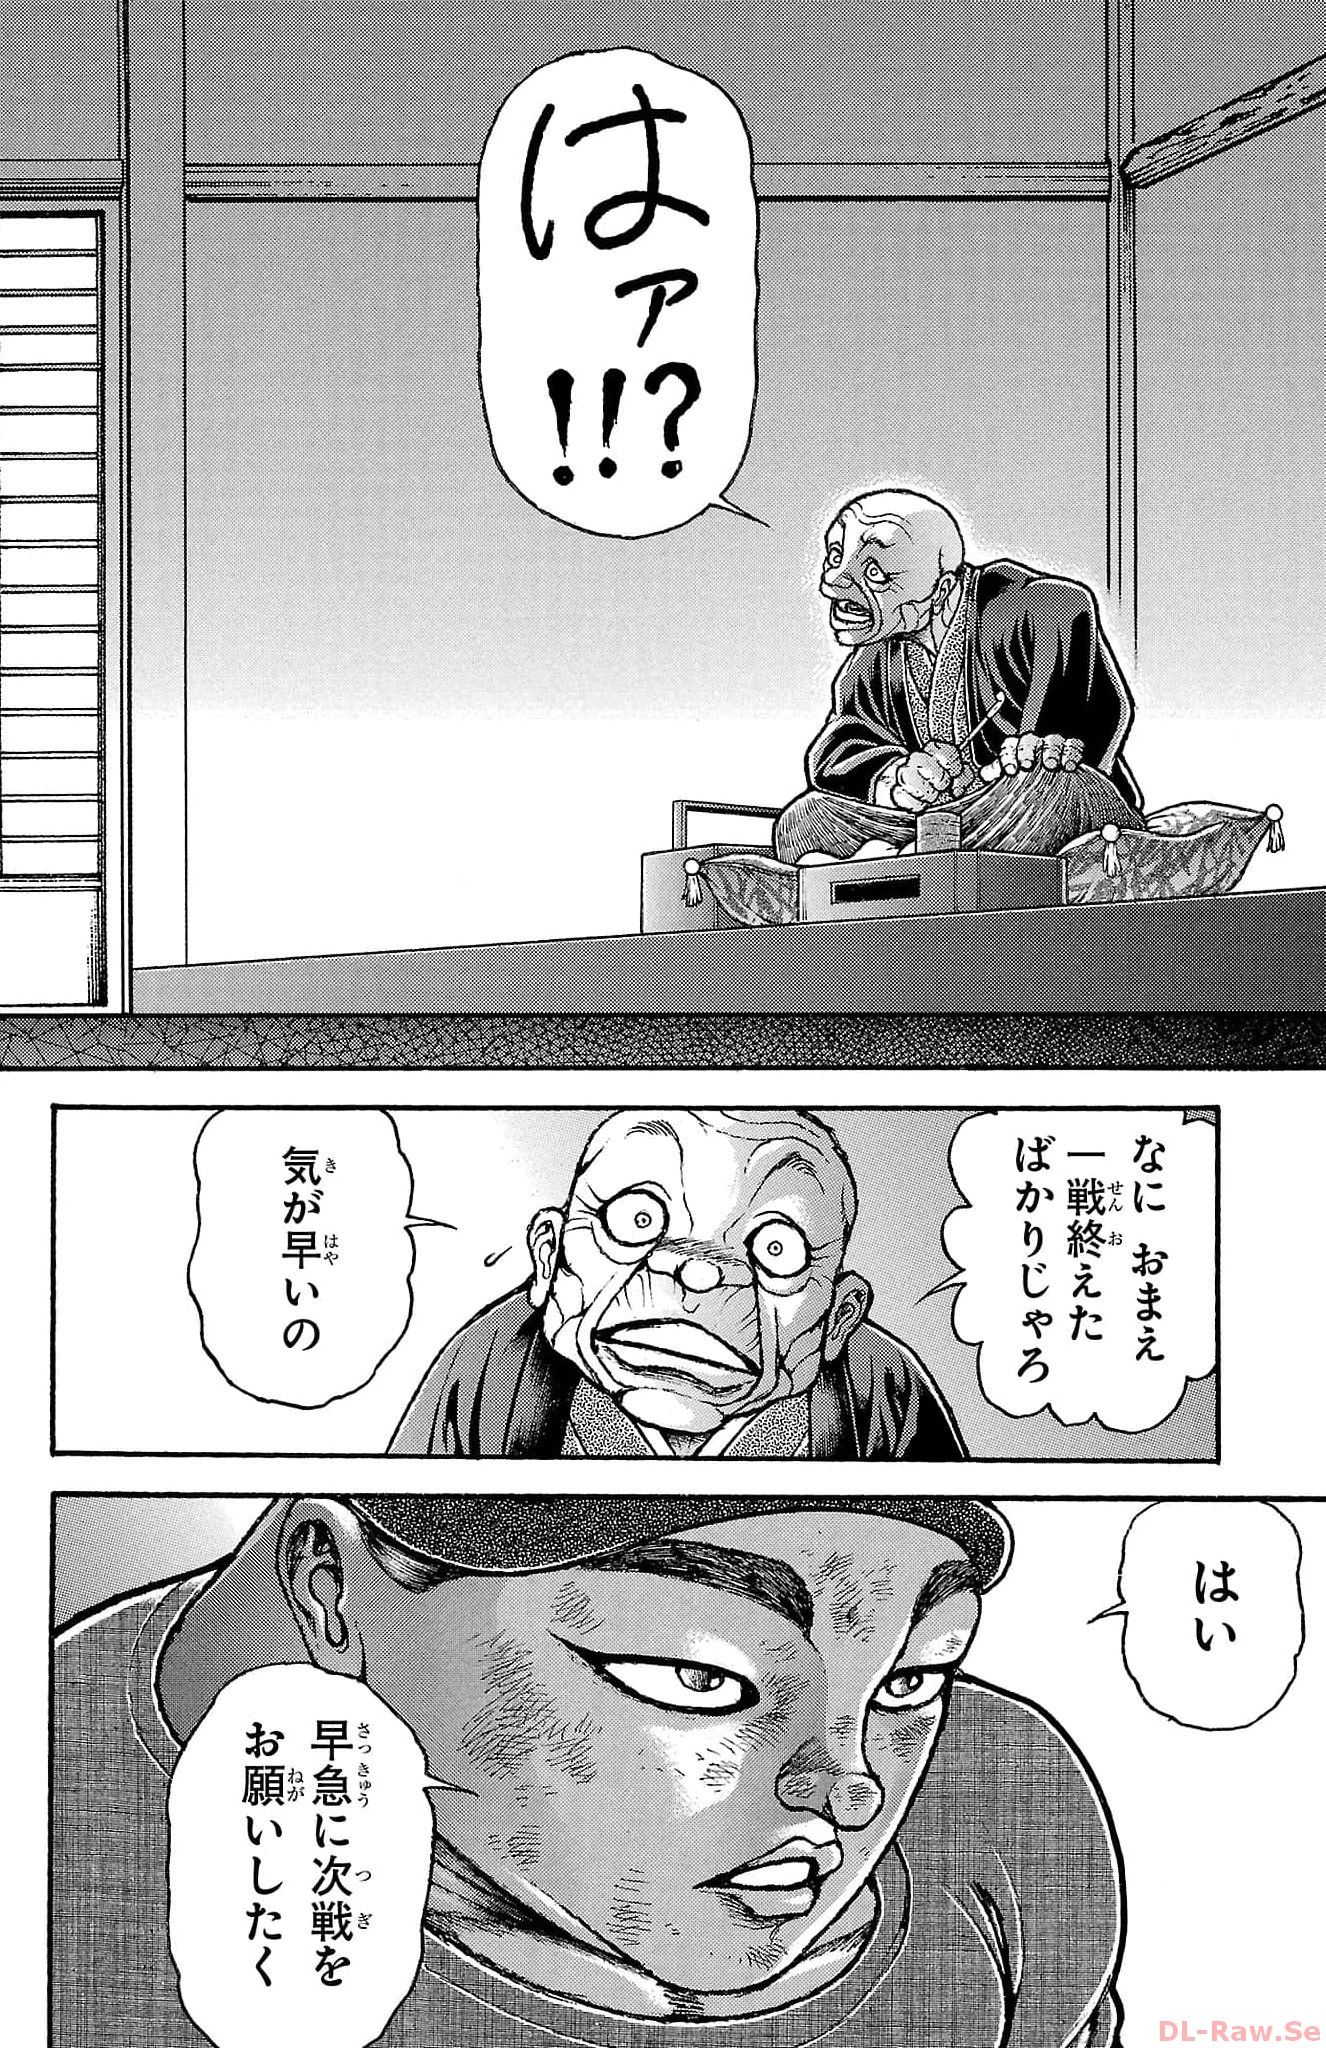 はァ!!?
なに おまえ
一戦終えた
ばかりじゃろ
気が早いの
はい
早急に次戦を
お願いしたく
DL-Raw.Se